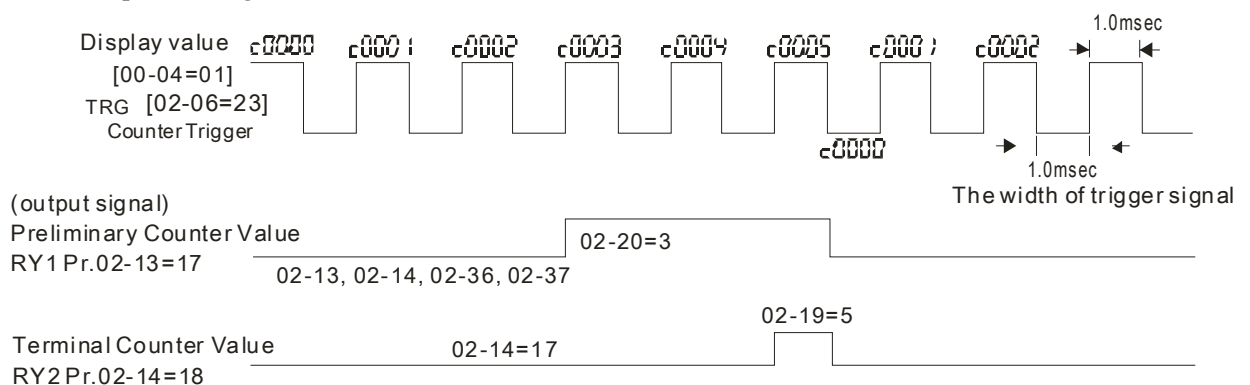 1.0msec
Display value c0000 c0001 c0002 c0003 c0004 c0005 c0001 c0002
[00-04=01]
TRG [02-06=23]
Counter Trigger
c0000
1.0msec
The width of trigger signal
(output signal)
Preliminary Counter Value
02-20=3
RY1 Pr.02-13=17
02-13, 02-14, 02-36, 02-37
02-19=5
Terminal Counter Value
02-14=17
RY2 Pr.02-14=18